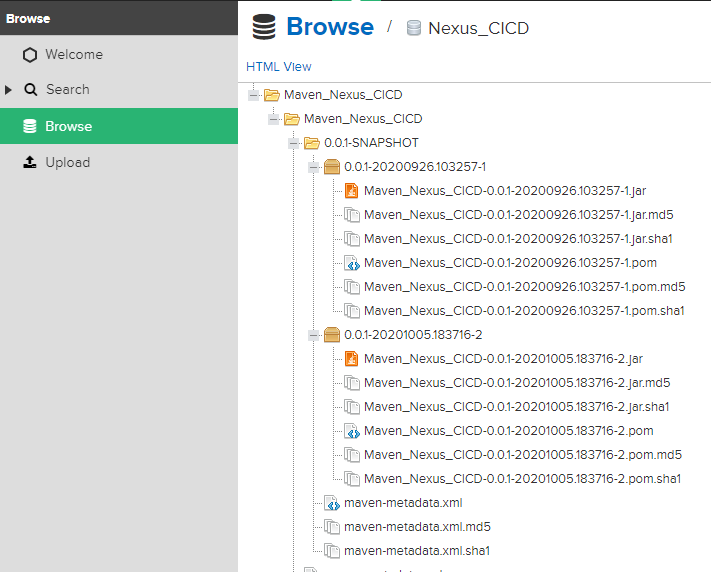 Browse
Welcome
Search
Browse
Upload
Browse / Nexus_CICD
HTML View
Maven_Nexus_CICD
Maven_Nexus_CICD
0.0.1-SNAPSHOT
0.0.1-20200926.103257-1
Maven_Nexus_CICD-0.0.1-20200926.103257-1.jar
Maven_Nexus_CICD-0.0.1-20200926.103257-1.jar.md5
Maven_Nexus_CICD-0.0.1-20200926.103257-1.jar.sha1
Maven_Nexus_CICD-0.0.1-20200926.103257-1.pom
Maven_Nexus_CICD-0.0.1-20200926.103257-1.pom.md5
Maven_Nexus_CICD-0.0.1-20200926.103257-1.pom.sha1
0.0.1-20201005.183716-2
Maven_Nexus_CICD-0.0.1-20201005.183716-2.jar
Maven_Nexus_CICD-0.0.1-20201005.183716-2.jar.md5
Maven_Nexus_CICD-0.0.1-20201005.183716-2.jar.sha1
Maven_Nexus_CICD-0.0.1-20201005.183716-2.pom
Maven_Nexus_CICD-0.0.1-20201005.183716-2.pom.md5
Maven_Nexus_CICD-0.0.1-20201005.183716-2.pom.sha1
maven-metadata.xml
maven-metadata.xml.md5
maven-metadata.xml.sha1